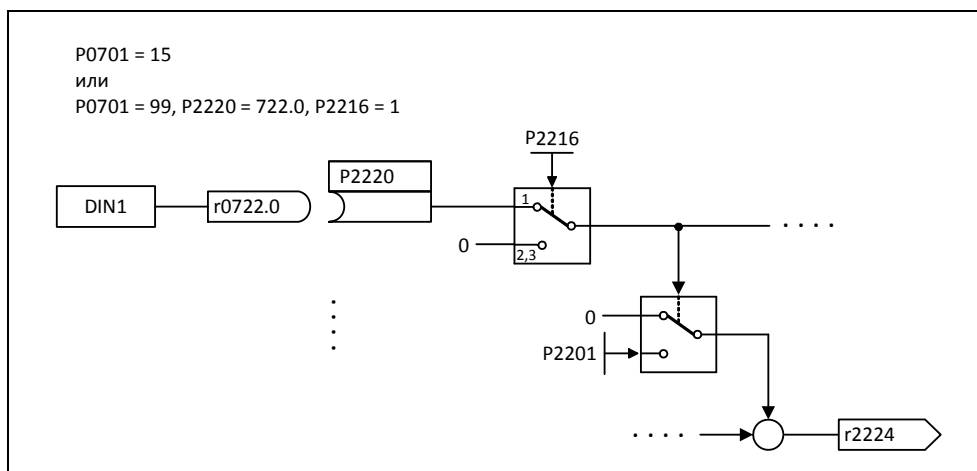 P0701 = 15
или
P0701 = 99, P2220 = 722.0, P2216 = 1
P2216
P2220
DIN1
r0722.0
1
0
2,3
. . . .
0
P2201
. . . .
r2224